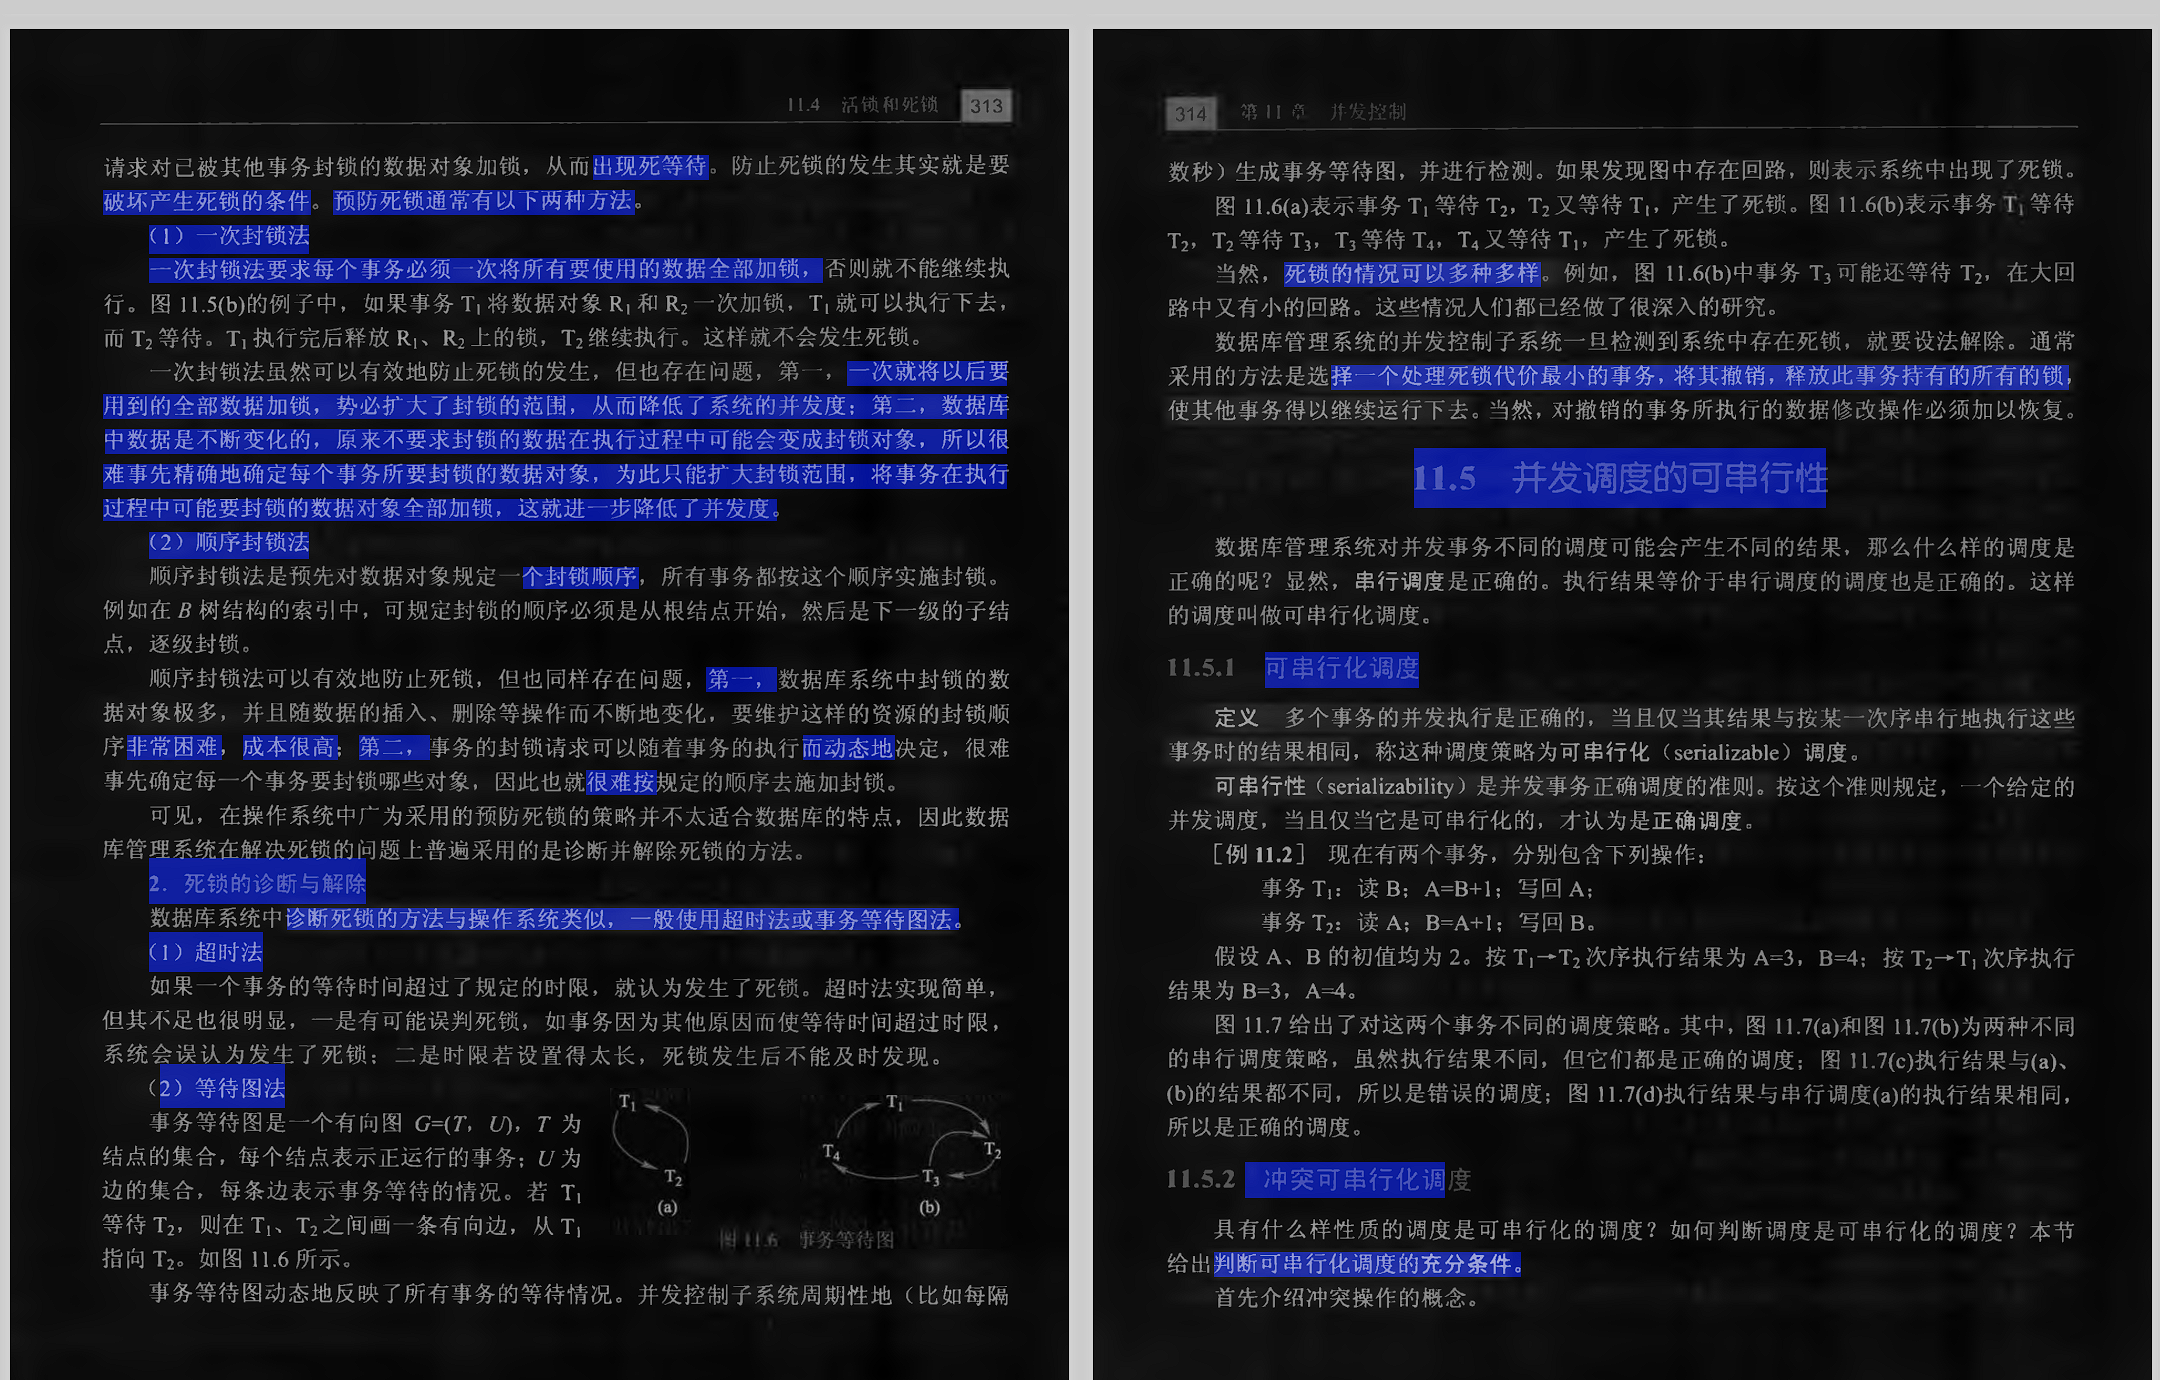 11.4 活锁和死锁 313
请求对已被其他事务封锁的数据对象加锁，从而出现死等待。防止死锁的发生其实就是要
破坏产生死锁的条件。预防死锁通常有以下两种方法。
（1）一次封锁法
一次封锁法要求每个事务必须一次将所有要使用的数据全部加锁，否则就不能继续执
行。图 11.5(b)的例子中，如果事务 T₁将数据对象 R₁和 R₂一次加锁，T₁就可以执行下去，
而 T₂等待。T₁执行完后释放 R₁、R₂上的锁，T₂继续执行。这样就不会发生死锁。
一次封锁法虽然可以有效地防止死锁的发生，但也存在问题，第一，一次就将以后要
用到的全部数据加锁，势必扩大了封锁的范围，从而降低了系统的并发度；第二，数据库
中数据是不断变化的，原来不要求封锁的数据在执行过程中可能会变成封锁对象，所以很
难事先精确地确定每个事务所要封锁的数据对象，为此只能扩大封锁范围，将事务在执行
过程中可能要封锁的数据对象全部加锁，这就进一步降低了并发度。
（2）顺序封锁法
顺序封锁法是预先对数据对象规定一个封锁顺序，所有事务都按这个顺序实施封锁。
例如在 B 树结构的索引中，可规定封锁的顺序必须是从根结点开始，然后是下一级的子结
点，逐级封锁。
顺序封锁法可以有效地防止死锁，但也同样存在问题，第一，数据库系统中封锁的数
据对象极多，并且随数据的插入、删除等操作而不断地变化，要维护这样的资源的封锁顺
序非常困难，成本很高；第二，事务的封锁请求可以随着事务的执行而动态地决定，很难
事先确定每一个事务要封锁哪些对象，因此也就很难按规定的顺序去施加封锁。
可见，在操作系统中广为采用的预防死锁的策略并不太适合数据库的特点，因此数据
库管理系统在解决死锁的问题上普遍采用的是诊断并解除死锁的方法。
2．死锁的诊断与解除
数据库系统中诊断死锁的方法与操作系统类似，一般使用超时法或事务等待图法。
（1）超时法
如果一个事务的等待时间超过了规定的时限，就认为发生了死锁。超时法实现简单，
但其不足也很明显，一是有可能误判死锁，如事务因为其他原因而使等待时间超过时限，
系统会误认为发生了死锁；二是时限若设置得太长，死锁发生后不能及时发现。
（2）等待图法
事务等待图是一个有向图 G=(T，U)，T 为
结点的集合，每个结点表示正运行的事务；U 为
边的集合，每条边表示事务等待的情况。若 T₁
等待 T₂，则在 T₁、T₂之间画一条有向边，从 T₁
指向 T₂。如图 11.6 所示。
T₁
T₂
(a)
T₁
T₂
T₃
T₄
(b)
图 11.6 事务等待图
事务等待图动态地反映了所有事务的等待情况。并发控制子系统周期性地（比如每隔
314 第 11 章 并发控制
数秒）生成事务等待图，并进行检测。如果发现图中存在回路，则表示系统中出现了死锁。
图 11.6(a)表示事务 T₁等待 T₂，T₂又等待 T₁，产生了死锁。图 11.6(b)表示事务 T₁等待
T₂，T₂等待 T₃，T₃等待 T₄，T₄又等待 T₁，产生了死锁。
当然，死锁的情况可以多种多样。例如，图 11.6(b)中事务 T₃可能还等待 T₂，在大回
路中又有小的回路。这些情况人们都已经做了很深入的研究。
数据库管理系统的并发控制子系统一旦检测到系统中存在死锁，就要设法解除。通常
采用的方法是选择一个处理死锁代价最小的事务，将其撤销，释放此事务持有的所有的锁，
使其他事务得以继续运行下去。当然，对撤销的事务所执行的数据修改操作必须加以恢复。
11.5 并发调度的可串行性
数据库管理系统对并发事务不同的调度可能会产生不同的结果，那么什么样的调度是
正确的呢？显然，串行调度是正确的。执行结果等价于串行调度的调度也是正确的。这样
的调度叫做可串行化调度。
11.5.1 可串行化调度
定义 多个事务的并发执行是正确的，当且仅当其结果与按某一次序串行地执行这些
事务时的结果相同，称这种调度策略为可串行化（serializable）调度。
可串行性（serializability）是并发事务正确调度的准则。按这个准则规定，一个给定的
并发调度，当且仅当它是可串行化的，才认为是正确调度。
［例 11.2］ 现在有两个事务，分别包含下列操作：
事务 T₁：读 B；A=B+1；写回 A；
事务 T₂：读 A；B=A+1；写回 B。
假设 A、B 的初值均为 2。按 T₁→T₂次序执行结果为 A=3，B=4；按 T₂→T₁次序执行
结果为 B=3，A=4。
图 11.7 给出了对这两个事务不同的调度策略。其中，图 11.7(a)和图 11.7(b)为两种不同
的串行调度策略，虽然执行结果不同，但它们都是正确的调度；图 11.7(c)执行结果与(a)、
(b)的结果都不同，所以是错误的调度；图 11.7(d)执行结果与串行调度(a)的执行结果相同，
所以是正确的调度。
11.5.2 冲突可串行化调度
具有什么样性质的调度是可串行化的调度？如何判断调度是可串行化的调度？本节
给出判断可串行化调度的充分条件。
首先介绍冲突操作的概念。